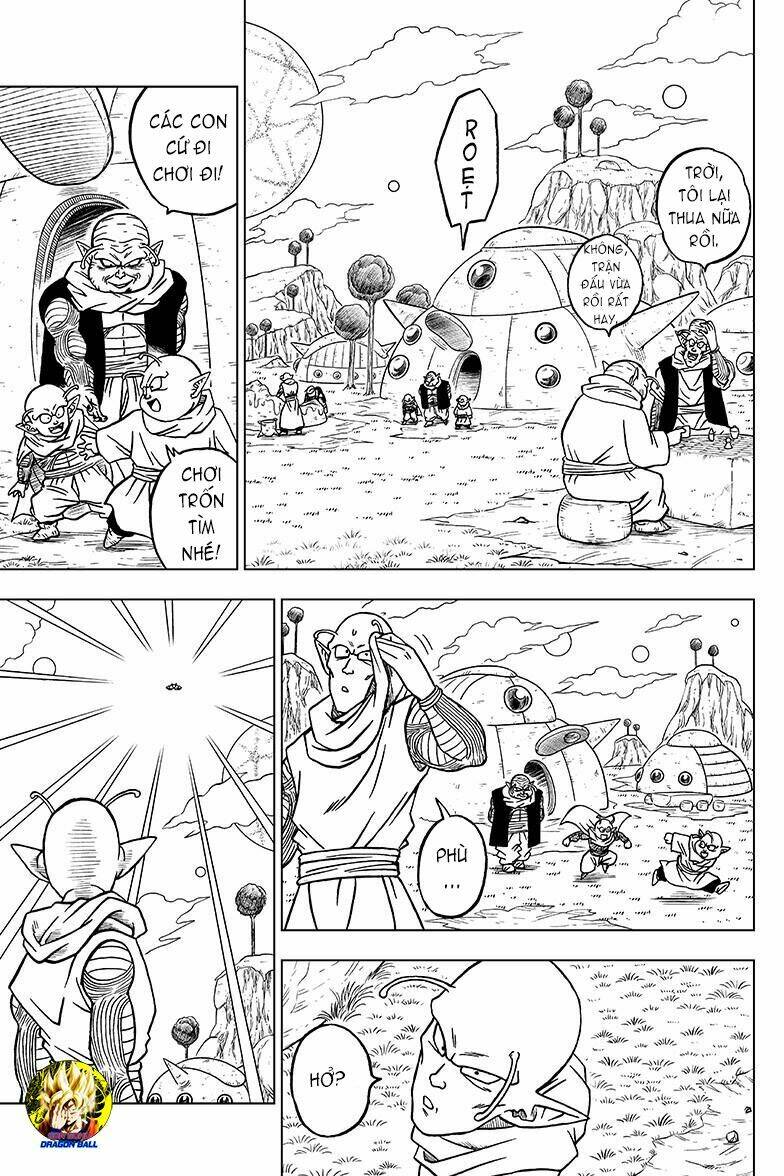 ROẸT
TRỜI,
TÔI LẠI
THUA NỮA
RỒI.
KHÔNG,
TRẬN
ĐẤU VỪA
RỒI RẤT
HAY
CÁC CON
CỨ ĐI
CHƠI ĐI!
CHƠI
TRỐN
TÌM
NHÉ!
PHÙ
...
HỞ?
DRAGON BALL